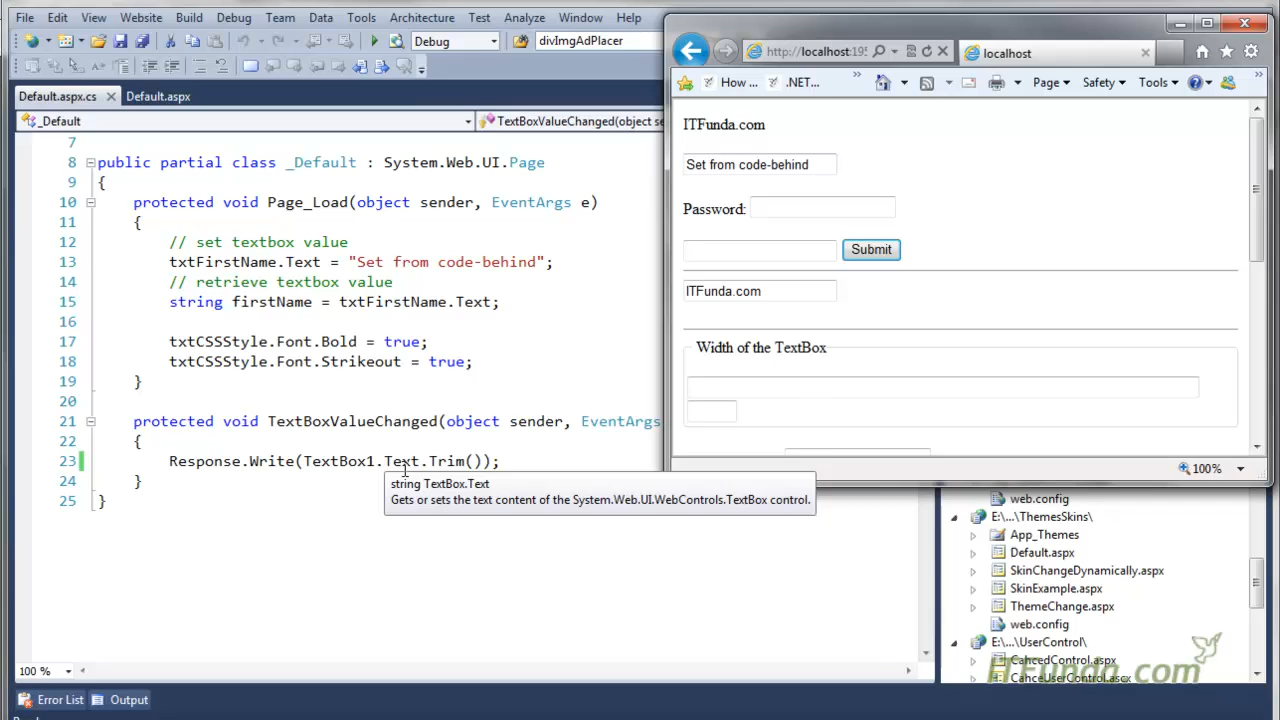 File Edit View Website Build Debug Team Data Tools Architecture Test Analyze Window Help
Debug
divImgAdPlacer
Default.aspx.cs
Default.aspx
_Default
TextBoxValueChanged(object se
7
8 public partial class _Default : System.Web.UI.Page
9 {
10 protected void Page_Load(object sender, EventArgs e)
11 {
12 // set textbox value
13 txtFirstName.Text = "Set from code-behind";
14 // retrieve textbox value
15 string firstName = txtFirstName.Text;
16
17 txtCSSStyle.Font.Bold = true;
18 txtCSSStyle.Font.Strikeout = true;
19 }
20
21 protected void TextBoxValueChanged(object sender, EventArgs
22 {
23 Response.Write(TextBox1.Text.Trim());
24 }
25 }
string TextBox.Text
Gets or sets the text content of the System.Web.UI.WebControls.TextBox control.
100 %
Error List
Output
http://localhost:195
localhost
How ...
.NET...
Page
Safety
Tools
ITFunda.com
Set from code-behind
Password:
Submit
ITFunda.com
Width of the TextBox
100%
web.config
E:\...\ThemesSkins\
App_Themes
Default.aspx
SkinChangeDynamically.aspx
SkinExample.aspx
ThemeChange.aspx
web.config
E:\...\UserControl\
CahcedControl.aspx
CahceUserControl.ascx
ITFunda.com